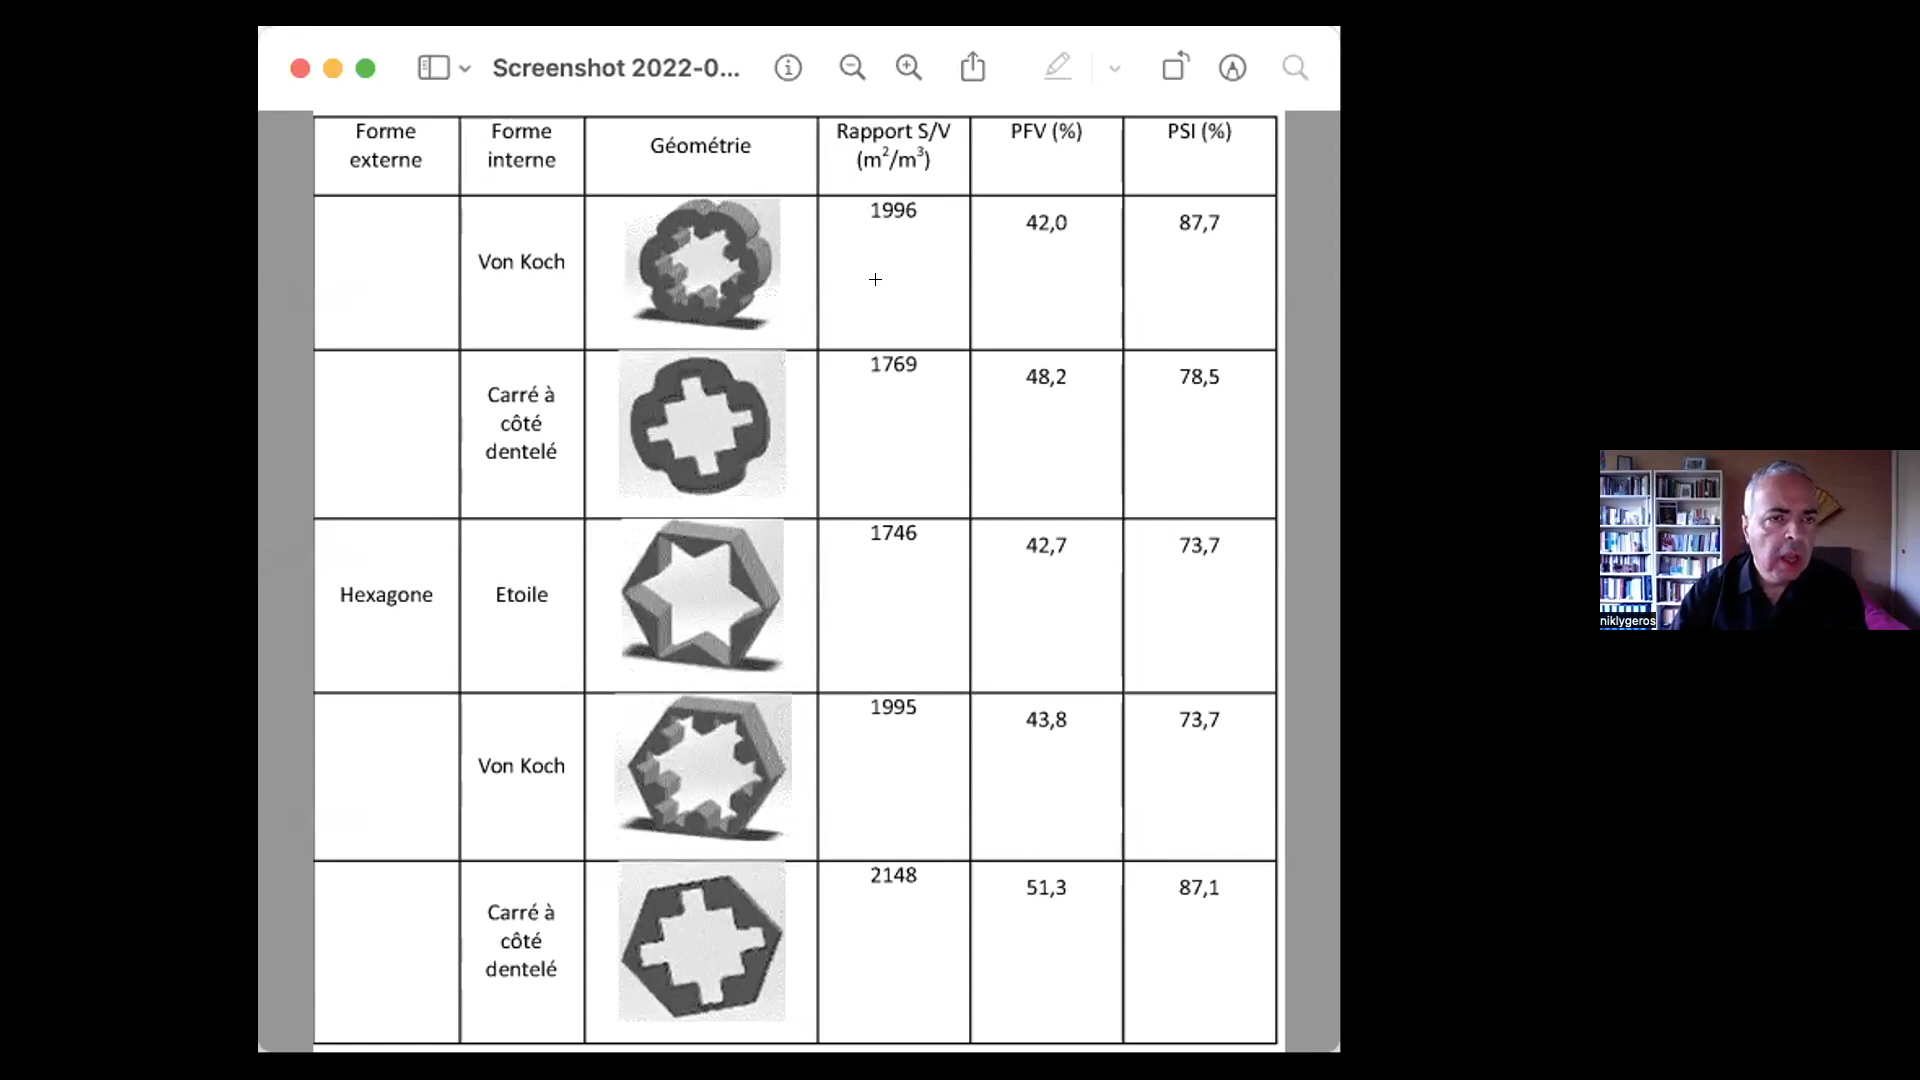 Screenshot 2022-0...
Forme
externe
Forme
interne
Géométrie
Rapport S/V
(m²/m³)
PFV (%)
PSI (%)
Von Koch
1996
42,0
87,7
Carré à
côté
dentelé
1769
48,2
78,5
Hexagone
Etoile
1746
42,7
73,7
Von Koch
1995
43,8
73,7
Carré à
côté
dentelé
2148
51,3
87,1
niklygeros